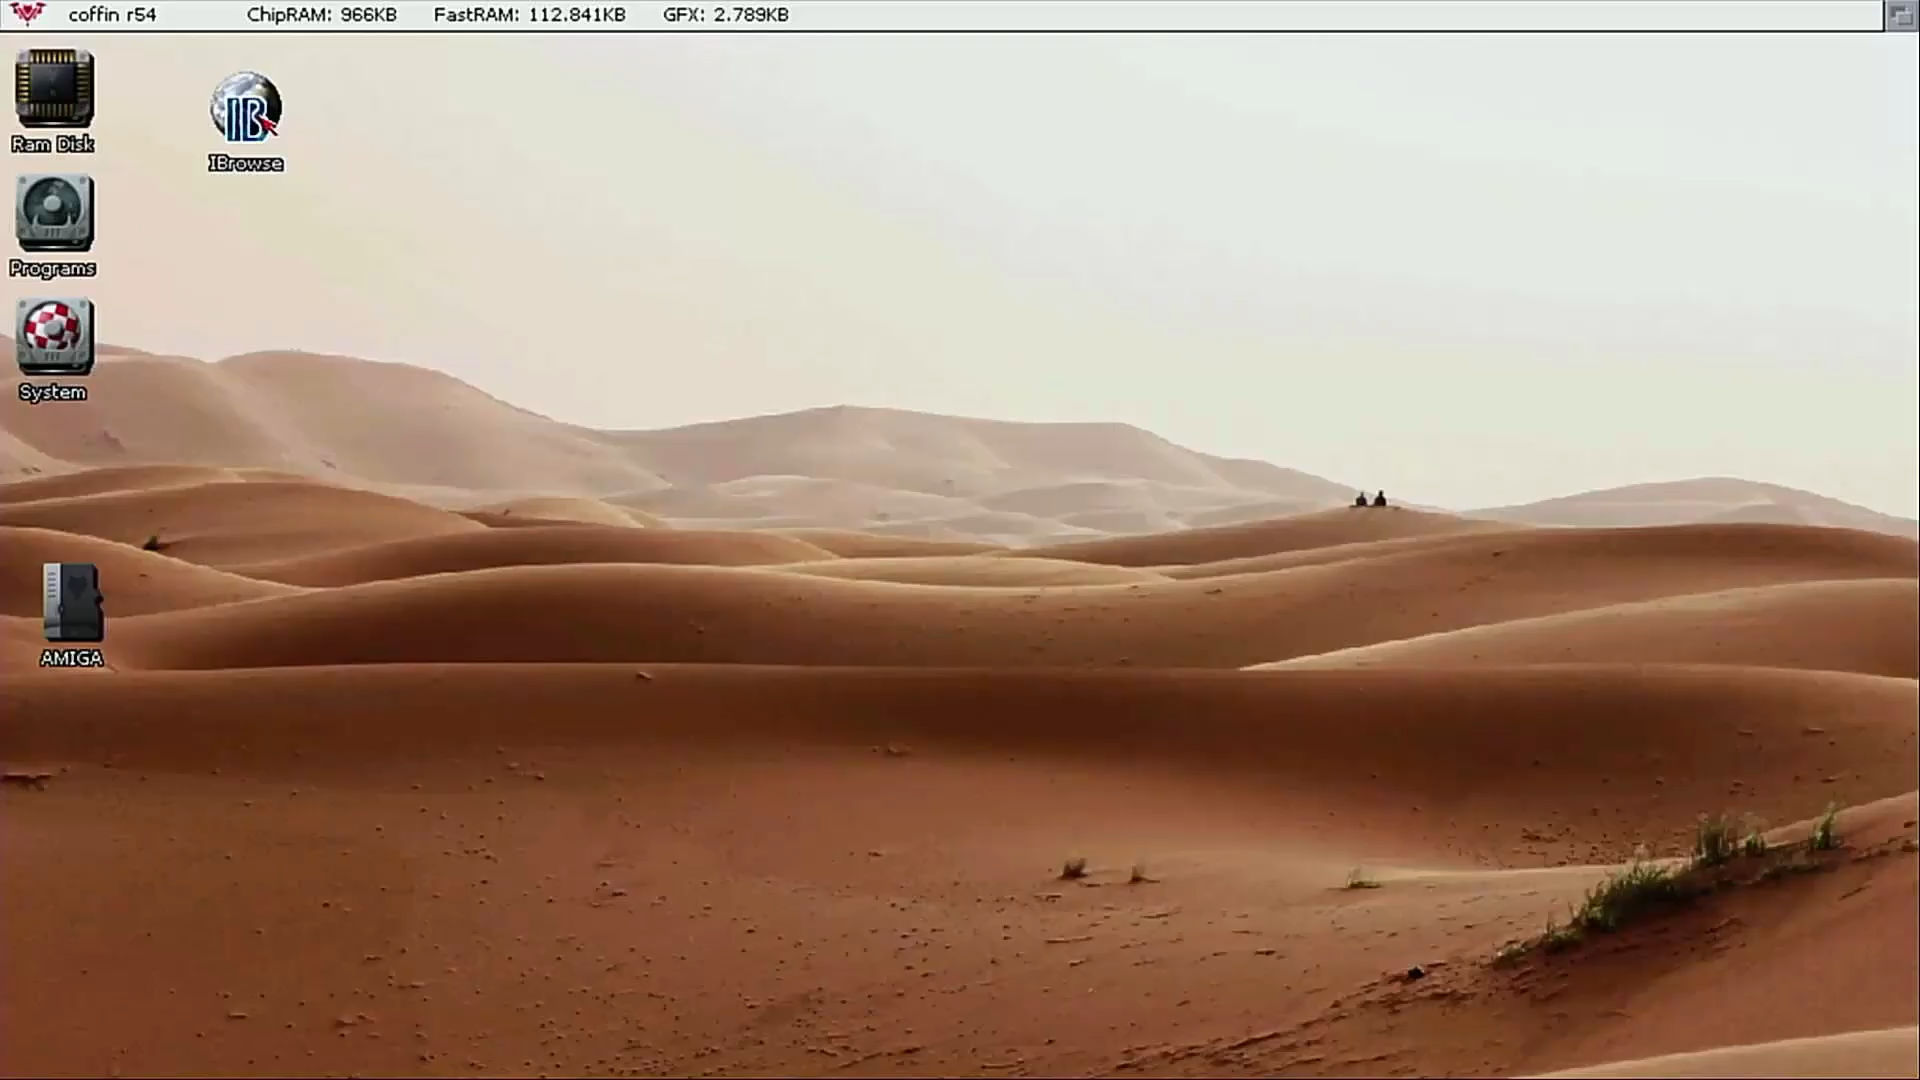 coffin r54 ChipRAM: 966KB FastRAM: 112.841KB GFX: 2.789KB
Ram Disk
IBrowse
Programs
System
AMIGA